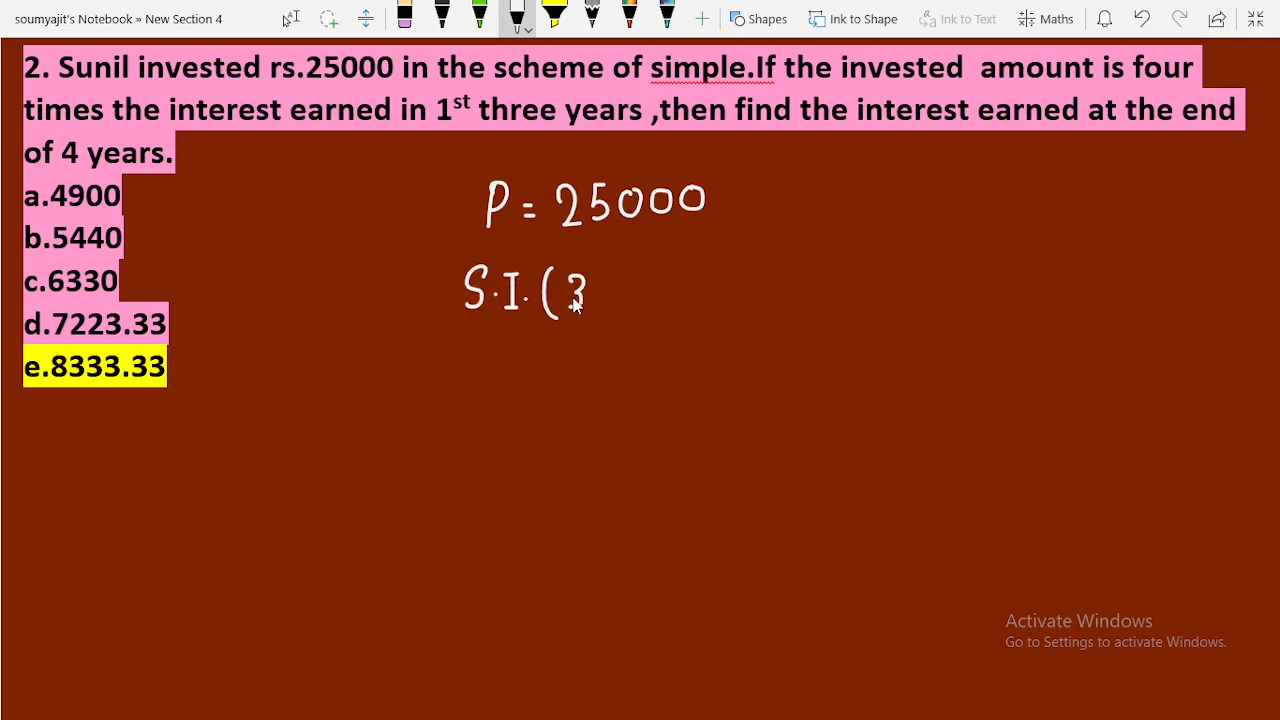 soumyajit's Notebook » New Section 4
Shapes
Ink to Shape
Ink to Text
Maths
2. Sunil invested rs.25000 in the scheme of simple.If the invested amount is four
times the interest earned in 1st three years ,then find the interest earned at the end
of 4 years.
a.4900
b.5440
c.6330
d.7223.33
e.8333.33
P = 25000
S.I. (3
Activate Windows
Go to Settings to activate Windows.